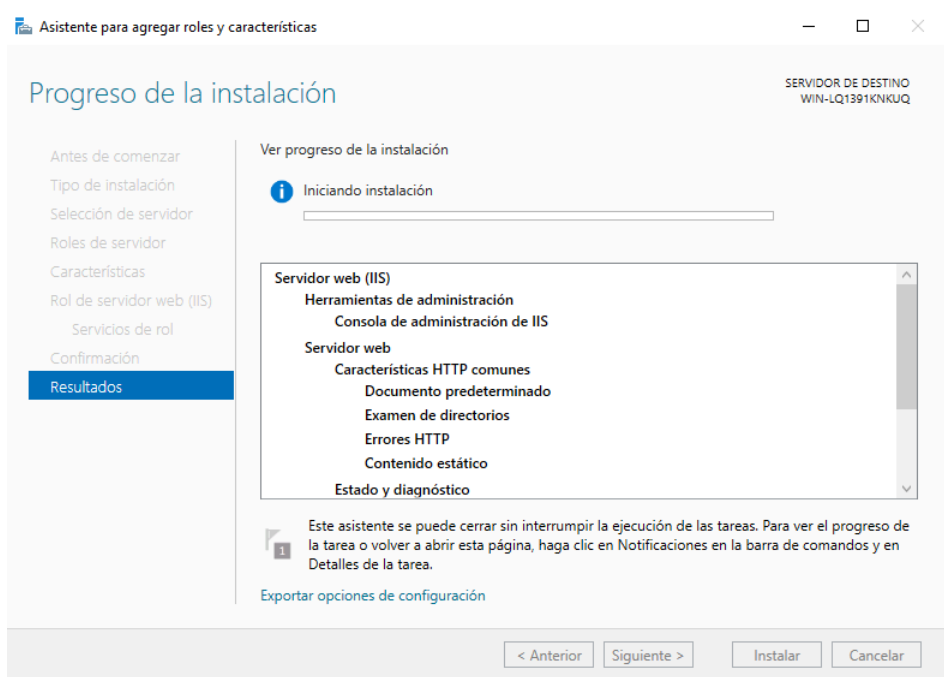 Asistente para agregar roles y características
Progreso de la instalación
SERVIDOR DE DESTINO
WIN-LQ1391KNKUQ
Antes de comenzar
Tipo de instalación
Selección de servidor
Roles de servidor
Características
Rol de servidor web (IIS)
Servicios de rol
Confirmación
Resultados
Ver progreso de la instalación
Iniciando instalación
Servidor web (IIS)
Herramientas de administración
Consola de administración de IIS
Servidor web
Características HTTP comunes
Documento predeterminado
Examen de directorios
Errores HTTP
Contenido estático
Estado y diagnóstico
1
Este asistente se puede cerrar sin interrumpir la ejecución de las tareas. Para ver el progreso de
la tarea o volver a abrir esta página, haga clic en Notificaciones en la barra de comandos y en
Detalles de la tarea.
Exportar opciones de configuración
< Anterior
Siguiente >
Instalar
Cancelar